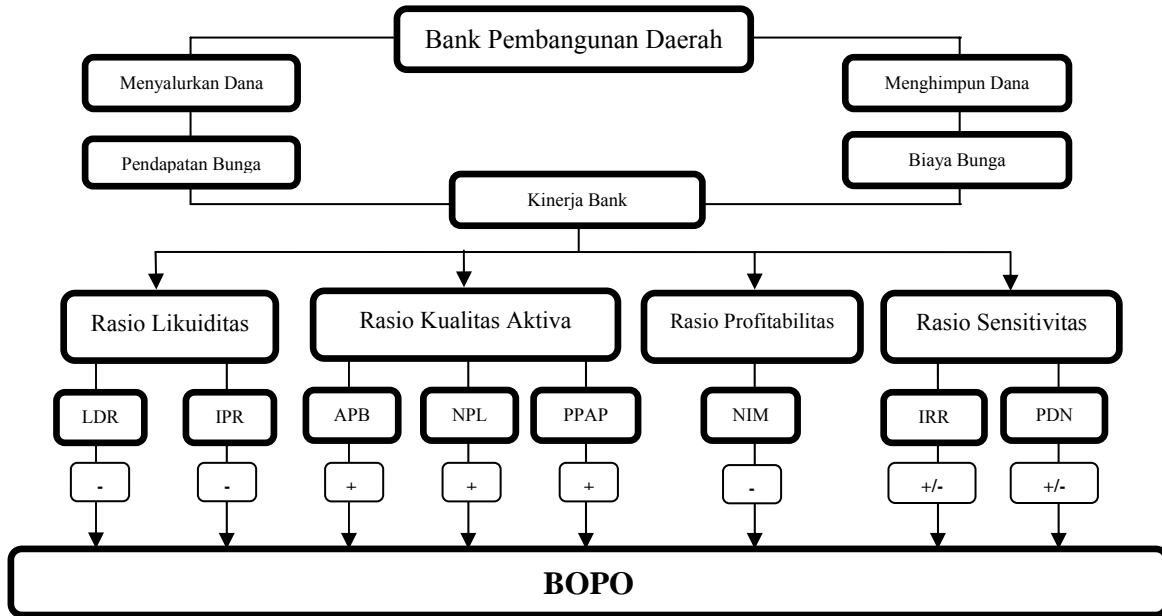 Bank Pembangunan Daerah
Menyalurkan Dana
Menghimpun Dana
Pendapatan Bunga
Biaya Bunga
Kinerja Bank
Rasio Likuiditas
Rasio Kualitas Aktiva
Rasio Profitabilitas
Rasio Sensitivitas
LDR
IPR
APB
NPL
PPAP
NIM
IRR
PDN
-
-
+
+
+
-
+/-
+/-
BOPO